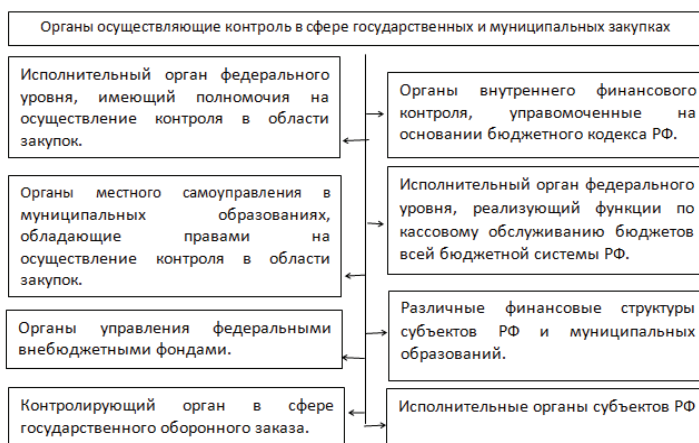 Органы осуществляющие контроль в сфере государственных и муниципальных закупках
Исполнительный орган федерального
уровня, имеющий полномочия на
осуществление контроля в области
закупок.
Органы внутреннего финансового
контроля, управомоченные на
основании бюджетного кодекса РФ.
Органы местного самоуправления в
муниципальных образованиях,
обладающие правами на
осуществление контроля в области
закупок.
Исполнительный орган федерального
уровня, реализующий функции по
кассовому обслуживанию бюджетов
всей бюджетной системы РФ.
Органы управления федеральными
внебюджетными фондами.
Различные финансовые структуры
субъектов РФ и муниципальных
образований.
Контролирующий орган в сфере
государственного оборонного заказа.
Исполнительные органы субъектов РФ